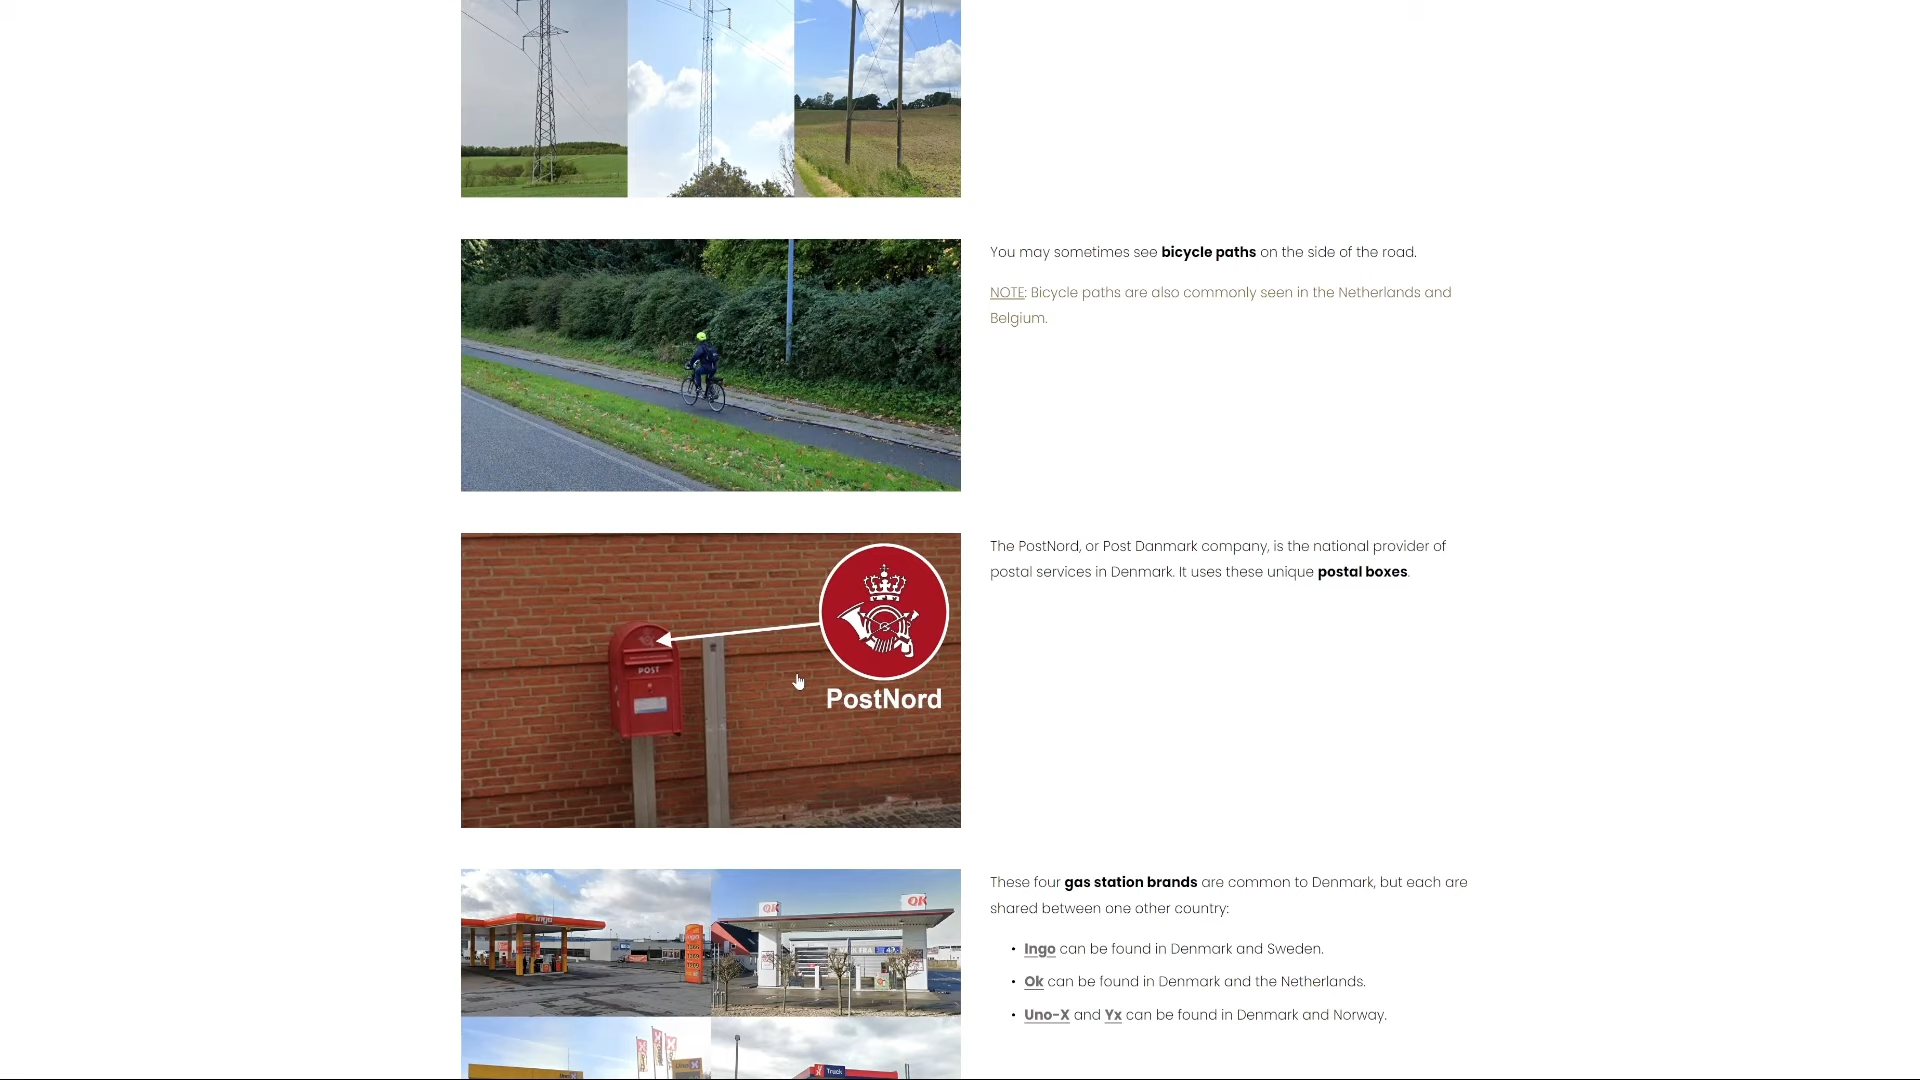 You may sometimes see bicycle paths on the side of the road.
NOTE: Bicycle paths are also commonly seen in the Netherlands and
Belgium.
POST
PostNord
The PostNord, or Post Danmark company, is the national provider of
postal services in Denmark. It uses these unique postal boxes.
ingo
OK
OK
These four gas station brands are common to Denmark, but each are
shared between one other country:
• Ingo can be found in Denmark and Sweden.
• Ok can be found in Denmark and the Netherlands.
• Uno-X and Yx can be found in Denmark and Norway.
Truck